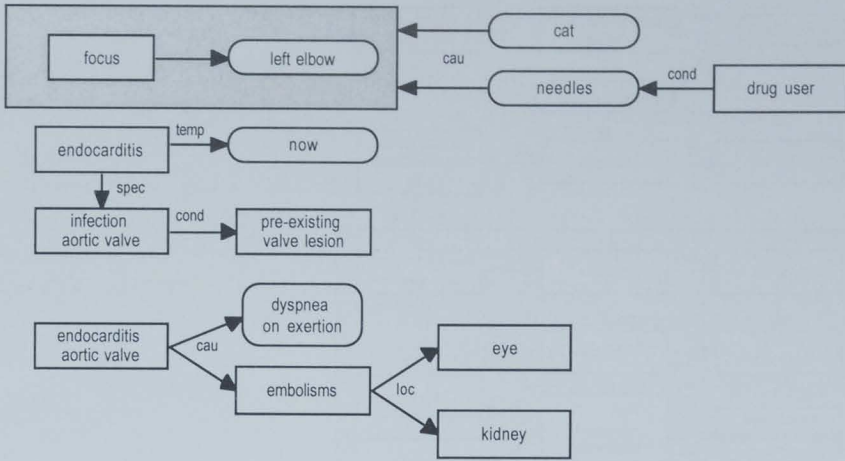 cat
focus
left elbow
cau
needles
cond
drug user
endocarditis
temp
now
spec
infection
aortic valve
cond
pre-existing
valve lesion
endocarditis
aortic valve
cau
dyspnea
on exertion
embolisms
loc
eye
kidney